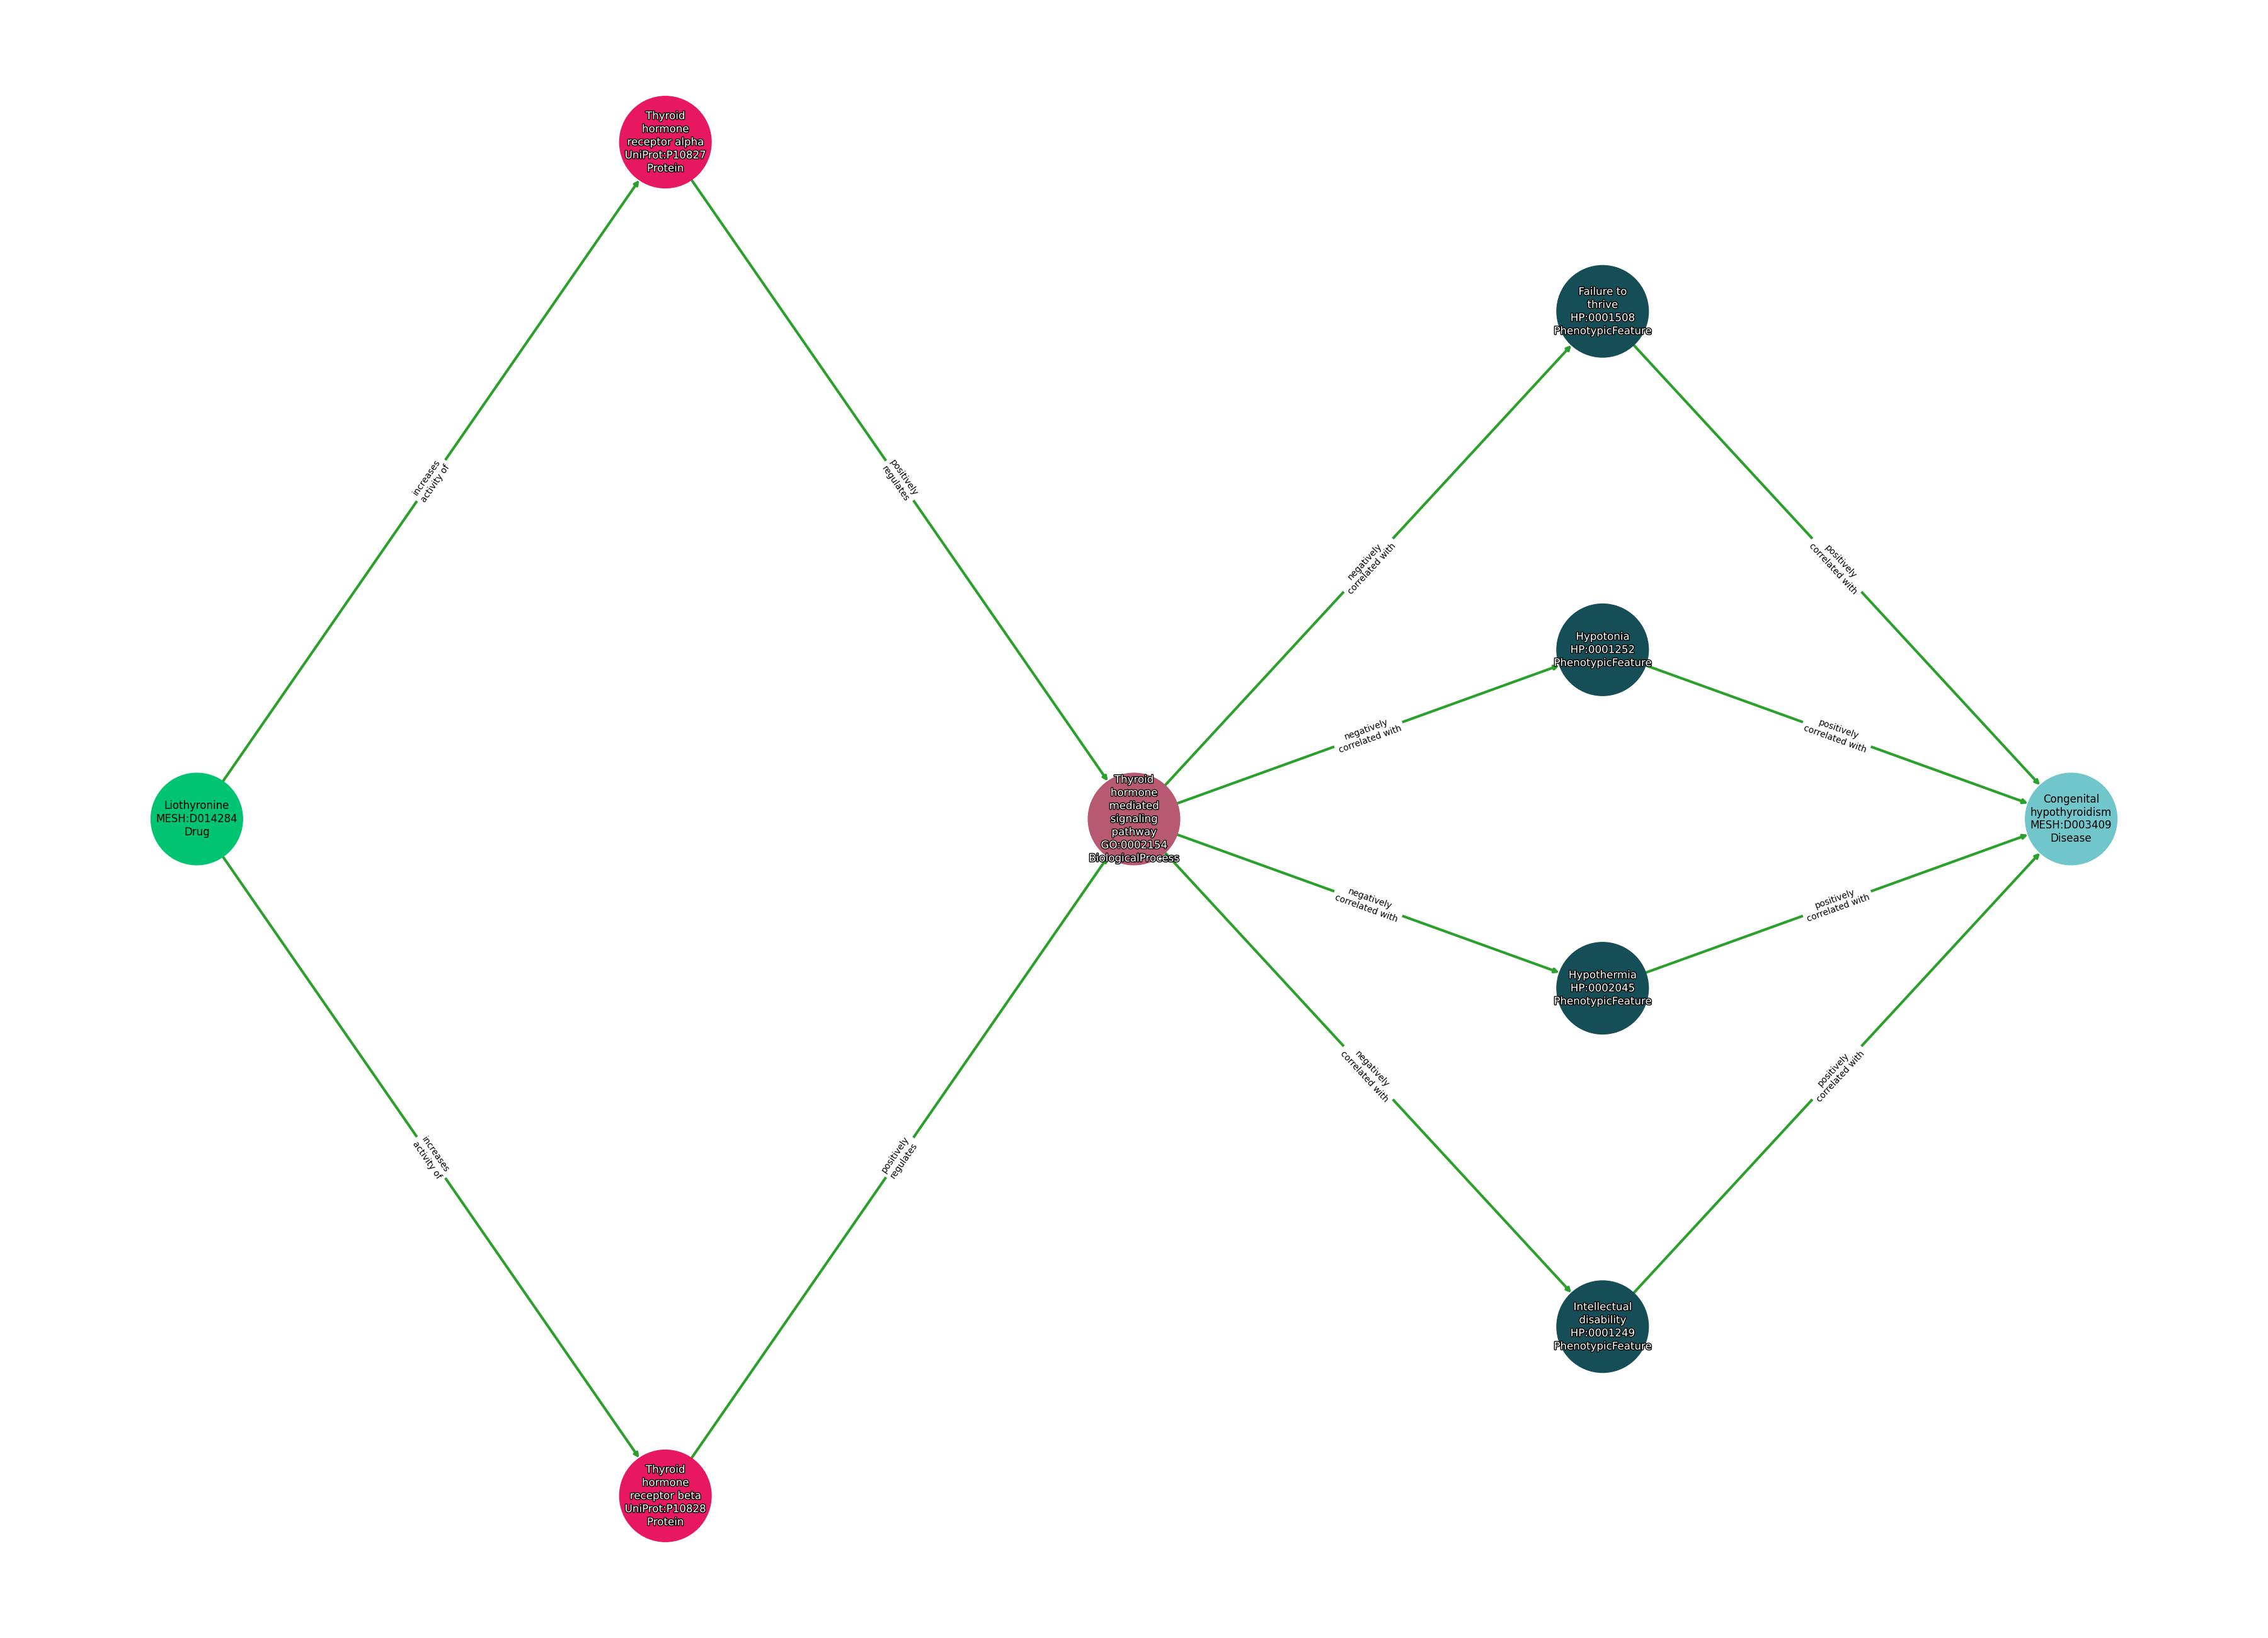 Thyroid
hormone
receptor alpha
UniProt:P10827
Protein
increases
activity of
positively
regulates
Liothyronine
MESH:D014284
Drug
increases
activity of
positively
regulates
Thyroid
hormone
receptor beta
UniProt:P10828
Protein
Thyroid
hormone
mediated
signaling
pathway
GO:0002154
BiologicalProcess
negatively
correlated with
negatively
correlated with
negatively
correlated with
negatively
correlated with
Failure to
thrive
HP:0001508
PhenotypicFeature
Hypotonia
HP:0001252
PhenotypicFeature
Hypothermia
HP:0002045
PhenotypicFeature
Intellectual
disability
HP:0001249
PhenotypicFeature
positively
correlated with
positively
correlated with
positively
correlated with
positively
correlated with
Congenital
hypothyroidism
MESH:D003409
Disease